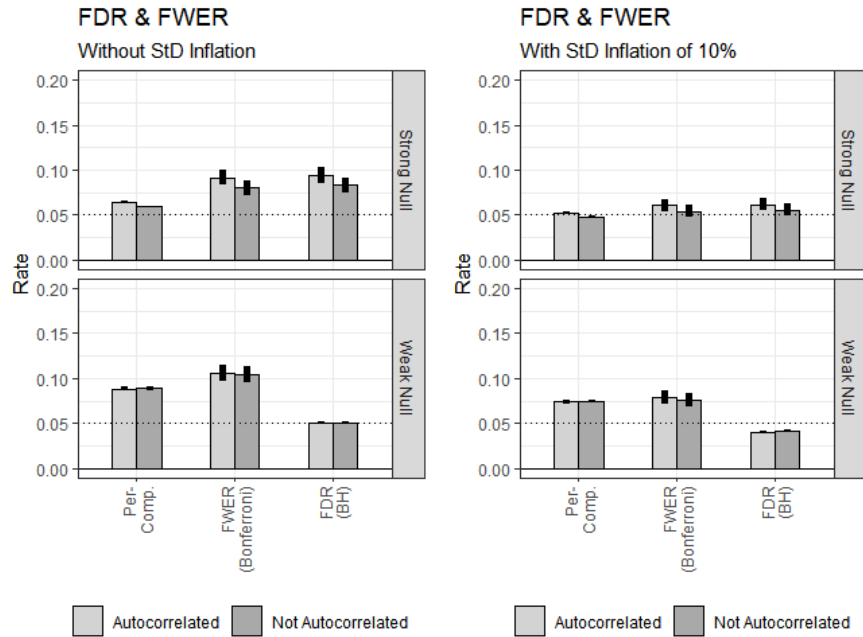 FDR & FWER
Without StD Inflation
0.20
0.15
0.10
0.05
0.00
Strong Null
0.20
0.15
0.10
0.05
0.00
Weak Null
Rate
Per-
Comp.
FWER
(Bonferroni)
FDR
(BH)
Autocorrelated
Not Autocorrelated
FDR & FWER
With StD Inflation of 10%
0.20
0.15
0.10
0.05
0.00
Strong Null
0.20
0.15
0.10
0.05
0.00
Weak Null
Rate
Per-
Comp.
FWER
(Bonferroni)
FDR
(BH)
Autocorrelated
Not Autocorrelated